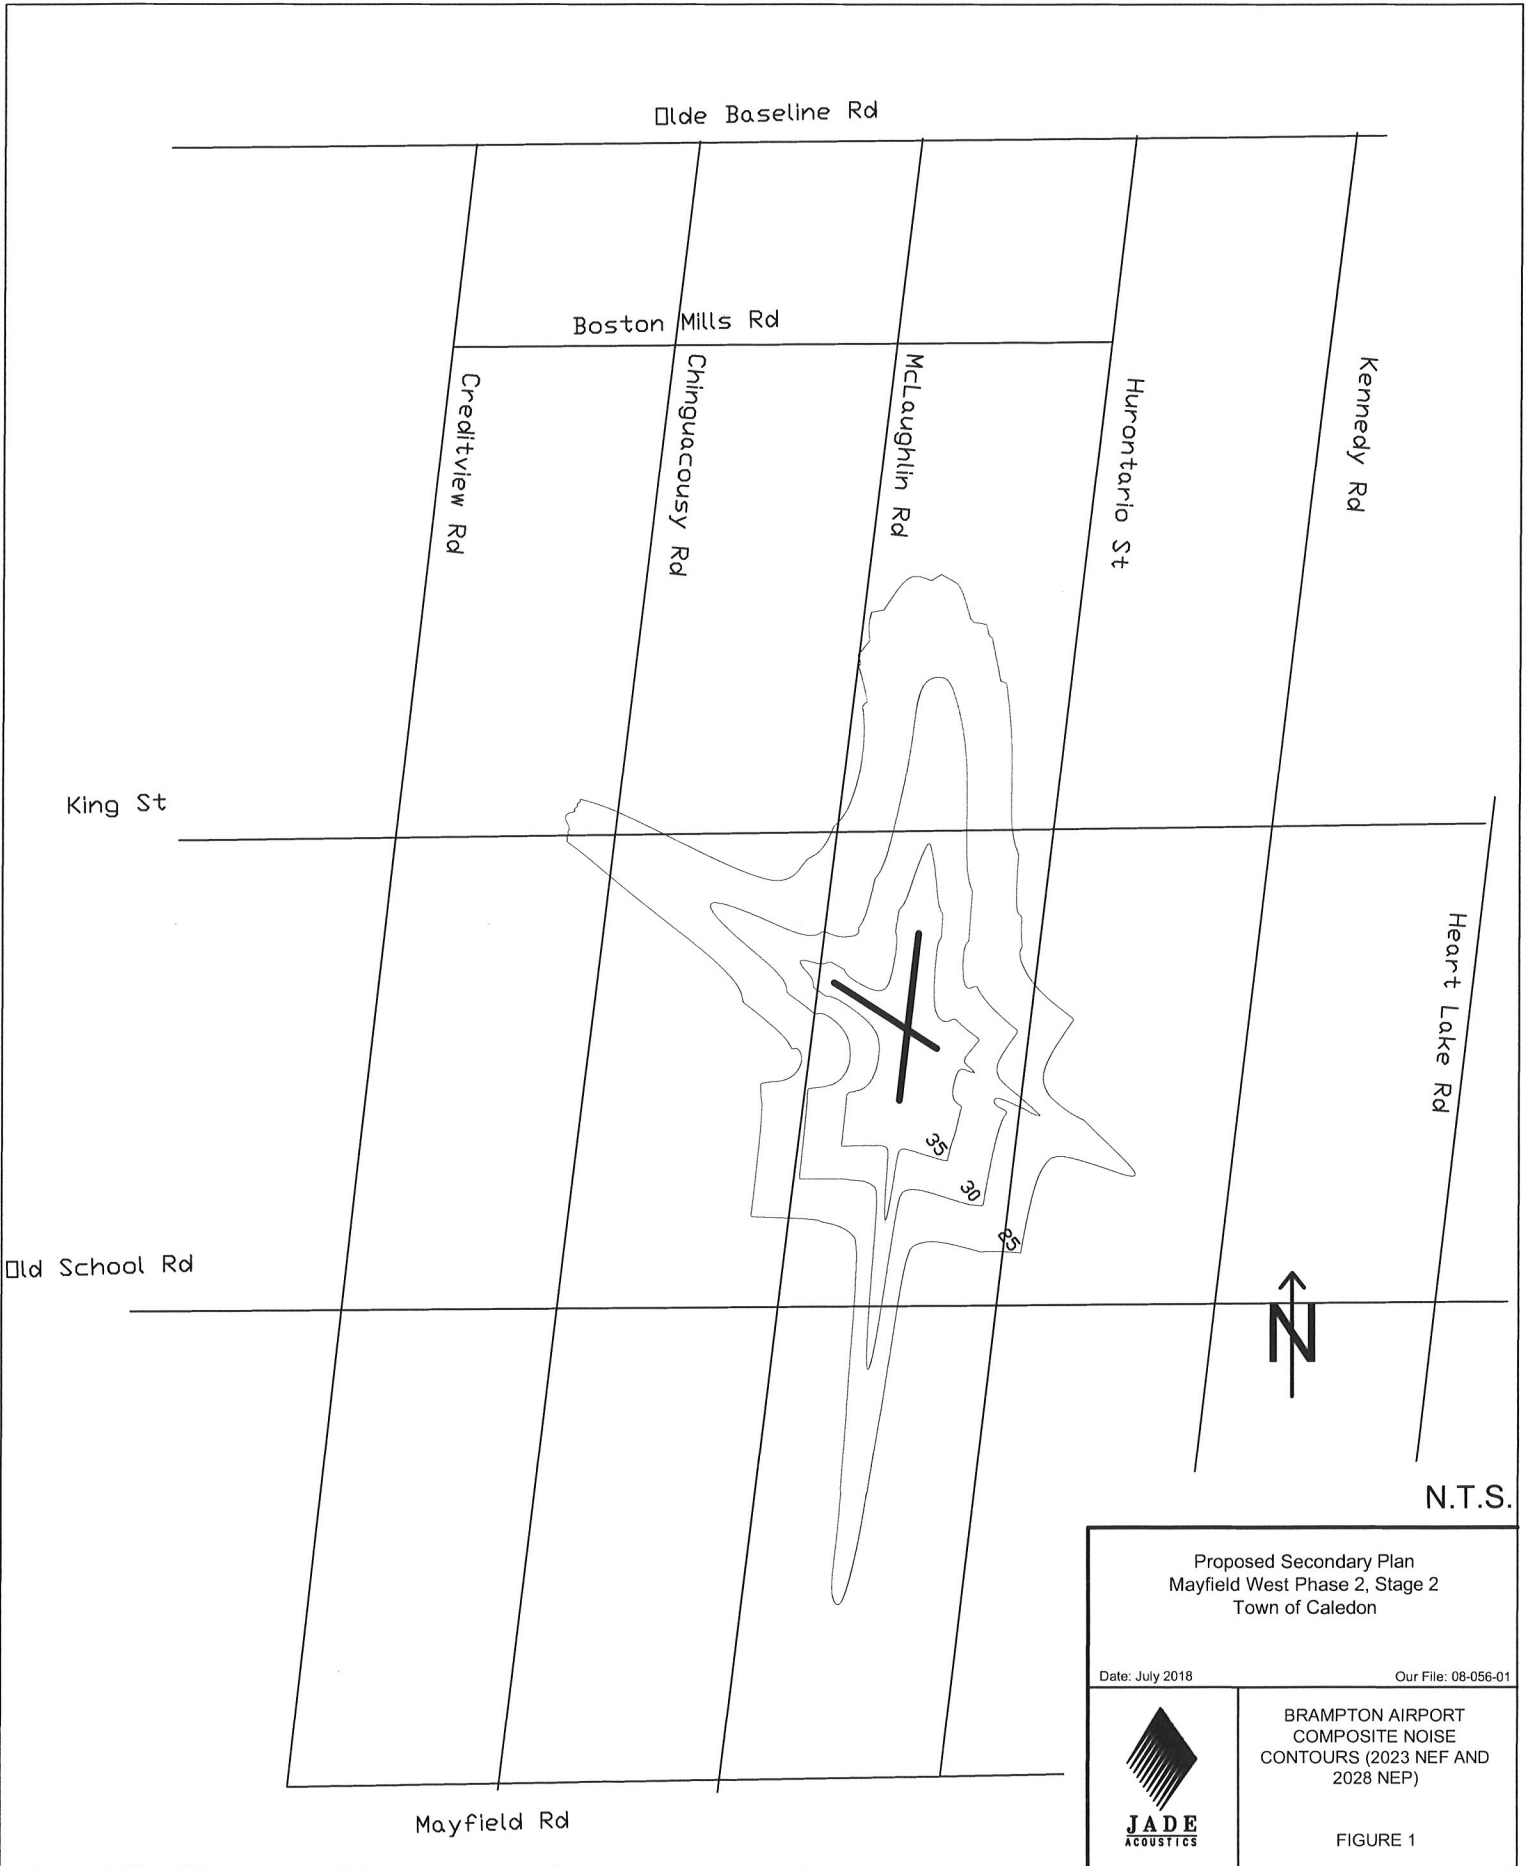 Olde Baseline Rd
Boston Mills Rd
Creditview Rd
Chinguacousy Rd
McLaughlin Rd
Hurontario St
Kennedy Rd
King St
Heart Lake Rd
35
30
25
Old School Rd
N
N.T.S.
Mayfield Rd
Proposed Secondary Plan
Mayfield West Phase 2, Stage 2
Town of Caledon
Date: July 2018
Our File: 08-056-01
JADE
ACOUSTICS
BRAMPTON AIRPORT
COMPOSITE NOISE
CONTOURS (2023 NEF AND
2028 NEP)
FIGURE 1